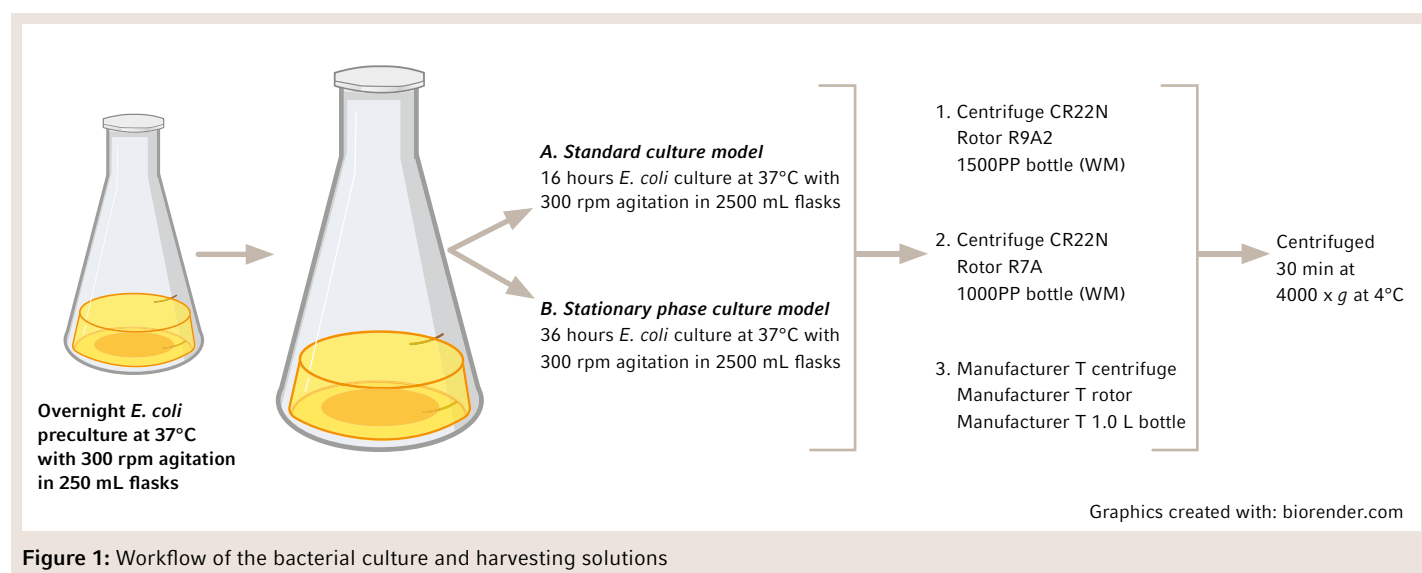 Overnight E. coli
preculture at 37°C
with 300 rpm agitation
in 250 mL flasks
A. Standard culture model
16 hours E. coli culture at 37°C with
300 rpm agitation in 2500 mL flasks
B. Stationary phase culture model
36 hours E. coli culture at 37°C with
300 rpm agitation in 2500 mL flasks
1. Centrifuge CR22N
Rotor R9A2
1500PP bottle (WM)
2. Centrifuge CR22N
Rotor R7A
1000PP bottle (WM)
3. Manufacturer T centrifuge
Manufacturer T rotor
Manufacturer T 1.0 L bottle
Centrifuged
30 min at
4000 x g at 4°C
Graphics created with: biorender.com
Figure 1: Workflow of the bacterial culture and harvesting solutions